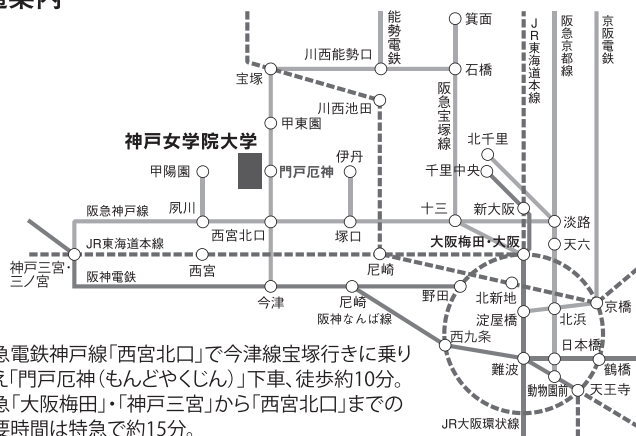 能勢電鉄
箕面
JR東海道本線
阪急京都線
京阪電鉄
川西能勢口
宝塚
石橋
川西池田
阪急宝塚線
甲東園
神戸女学院大学
北千里
伊丹
甲陽園
門戸厄神
千里中央
阪急神戸線
夙川
西宮北口
塚口
十三
新大阪
淡路
JR東海道本線
大阪梅田・大阪
天六
神戸三宮・
三ノ宮
西宮
尼崎
阪神電鉄
今津
尼崎
野田
北新地
京橋
阪神なんば線
淀屋橋
北浜
西九条
日本橋
難波
鶴橋
動物園前
天王寺
JR大阪環状線
急電鉄神戸線「西宮北口」で今津線宝塚行きに乗り
え「門戸厄神（もんどやくじん）」下車、徒歩約10分。
急「大阪梅田」・「神戸三宮」から「西宮北口」までの
要時間は特急で約15分。